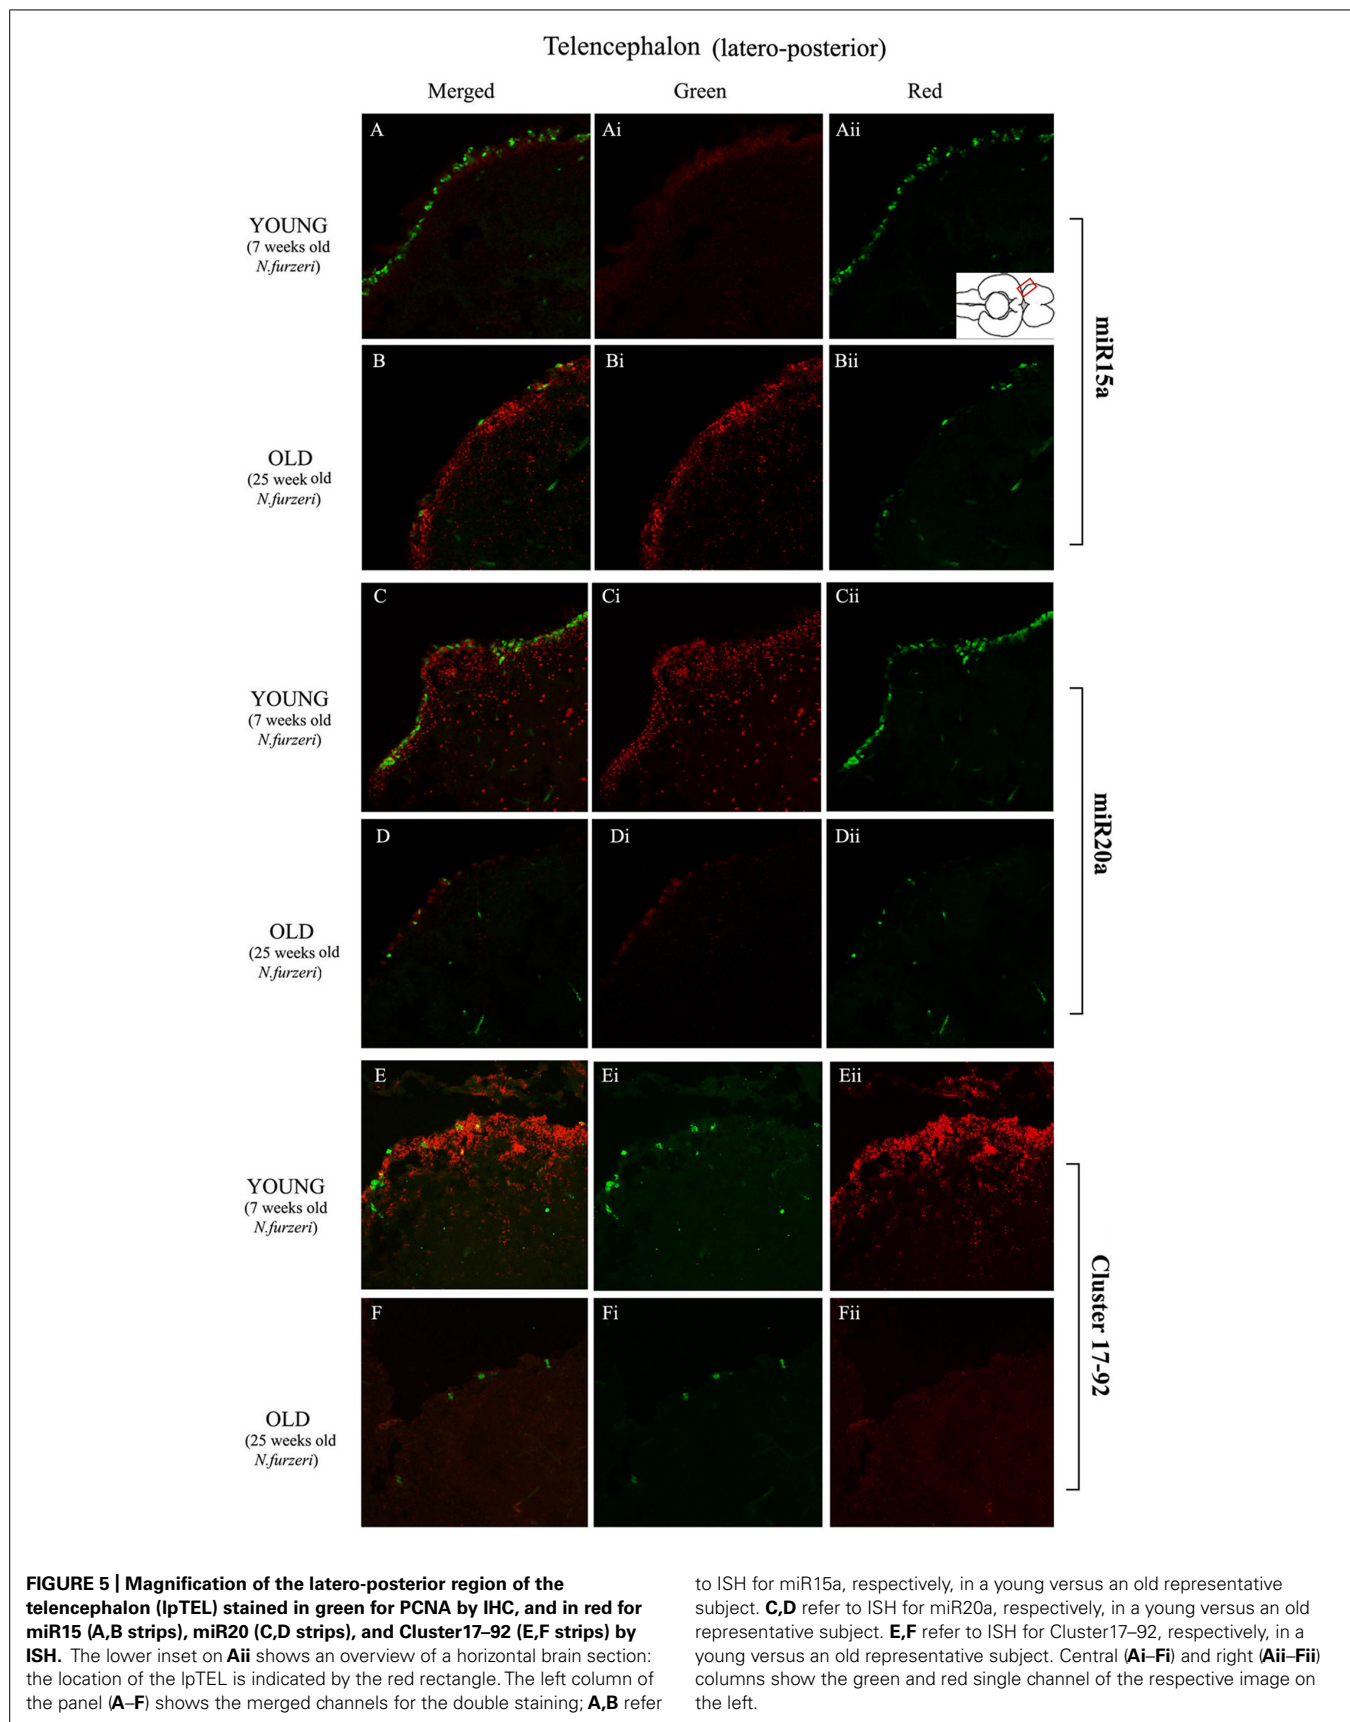 Telencephalon (latero-posterior)
Merged Green Red
A Ai Aii
YOUNG
(7 weeks old
N.furzeri)
miR15a
B Bi Bii
OLD
(25 week old
N.furzeri)
C Ci Cii
YOUNG
(7 weeks old
N.furzeri)
miR20a
D Di Dii
OLD
(25 weeks old
N.furzeri)
E Ei Eii
YOUNG
(7 weeks old
N.furzeri)
Cluster 17-92
F Fi Fii
OLD
(25 weeks old
N.furzeri)
FIGURE 5 | Magnification of the latero-posterior region of the
telencephalon (lpTEL) stained in green for PCNA by IHC, and in red for
miR15 (A,B strips), miR20 (C,D strips), and Cluster17–92 (E,F strips) by
ISH. The lower inset on Aii shows an overview of a horizontal brain section:
the location of the lpTEL is indicated by the red rectangle. The left column of
the panel (A–F) shows the merged channels for the double staining; A,B refer
to ISH for miR15a, respectively, in a young versus an old representative
subject. C,D refer to ISH for miR20a, respectively, in a young versus an old
representative subject. E,F refer to ISH for Cluster17–92, respectively, in a
young versus an old representative subject. Central (Ai–Fi) and right (Aii–Fii)
columns show the green and red single channel of the respective image on
the left.